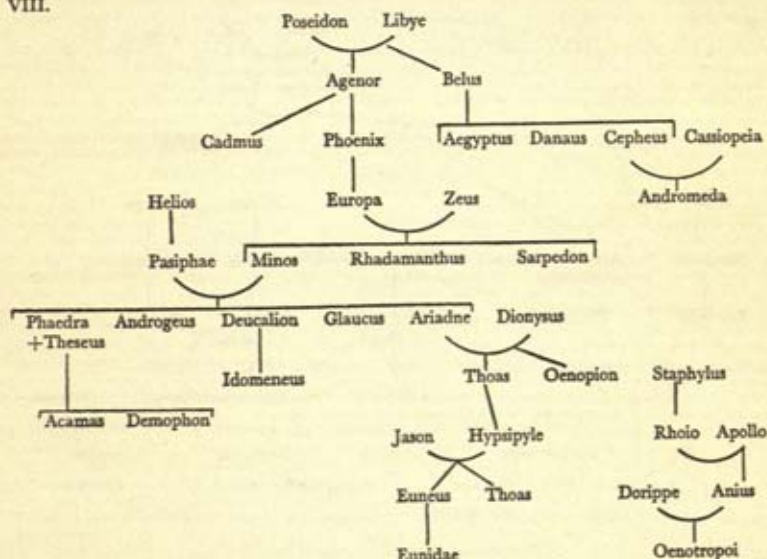 VIII.
Poseidon Libye
Agenor Belus
Cadmus Phoenix Aegyptus Danaus Cepheus Cassiopeia
Helios Europa Zeus Andromeda
Pasiphae Minos Rhadamanthus Sarpedon
Phaedra Androgeus Deucalion Glaucus Ariadne Dionysus
+Theseus
Idomeneus Thoas Oenopion Staphylus
Acamas Demophon
Jason Hypsipyle Rhoio Apollo
Euneus Thoas Dorippe Anius
Eunidae Oenotropoi